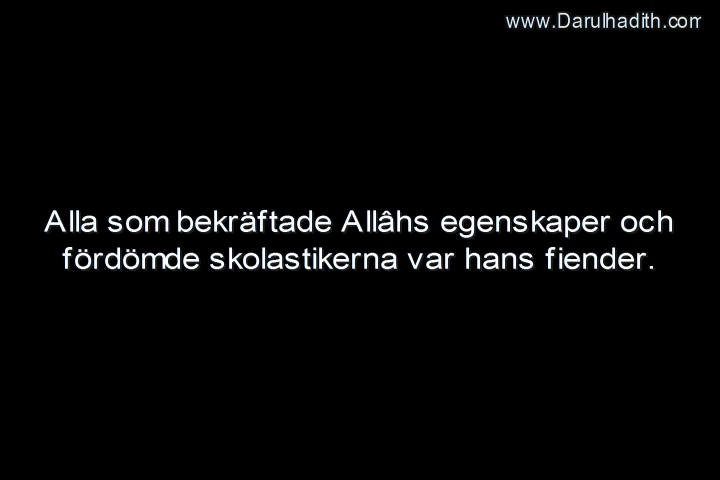 www.Darulhadith.com
Alla som bekräftade Allâhs egenskaper och
fördömde skolastikerna var hans fiender.